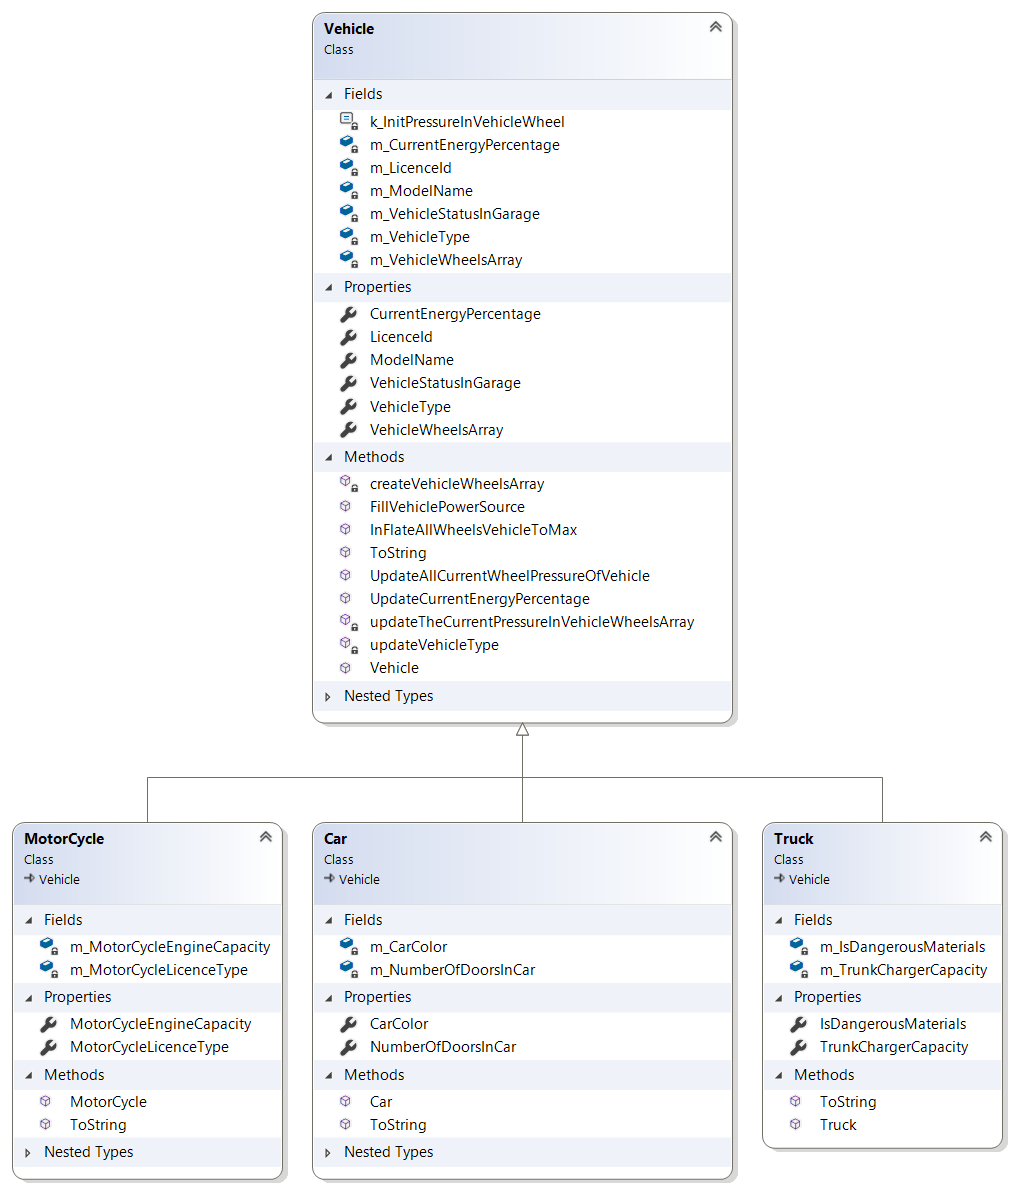 Vehicle
Class
Fields
k_InitPressureInVehicleWheel
m_CurrentEnergyPercentage
m_LicenceId
m_ModelName
m_VehicleStatusInGarage
m_VehicleType
m_VehicleWheelsArray
Properties
CurrentEnergyPercentage
LicenceId
ModelName
VehicleStatusInGarage
VehicleType
VehicleWheelsArray
Methods
createVehicleWheelsArray
FillVehiclePowerSource
InFlateAllWheelsVehicleToMax
ToString
UpdateAllCurrentWheelPressureOfVehicle
UpdateCurrentEnergyPercentage
updateTheCurrentPressureInVehicleWheelsArray
updateVehicleType
Vehicle
Nested Types
MotorCycle
Class
Vehicle
Fields
m_MotorCycleEngineCapacity
m_MotorCycleLicenceType
Properties
MotorCycleEngineCapacity
MotorCycleLicenceType
Methods
MotorCycle
ToString
Nested Types
Car
Class
Vehicle
Fields
m_CarColor
m_NumberOfDoorsInCar
Properties
CarColor
NumberOfDoorsInCar
Methods
Car
ToString
Nested Types
Truck
Class
Vehicle
Fields
m_IsDangerousMaterials
m_TrunkChargerCapacity
Properties
IsDangerousMaterials
TrunkChargerCapacity
Methods
ToString
Truck